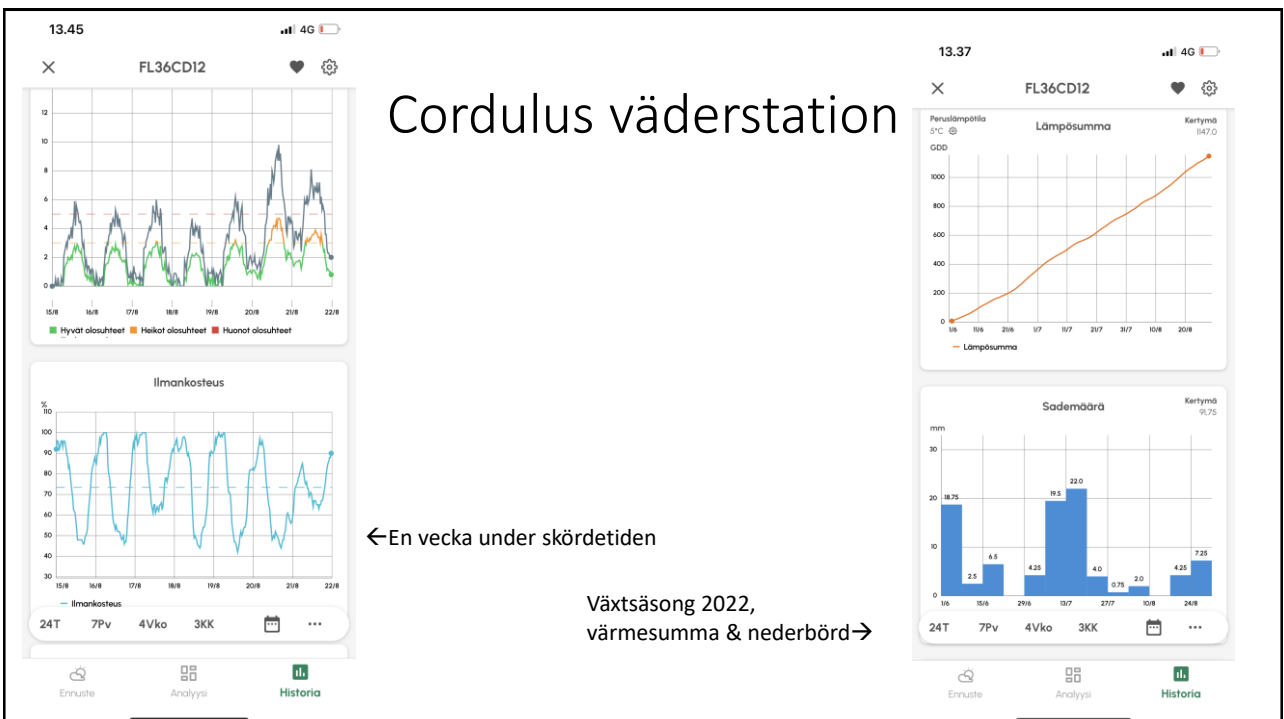 Cordulus väderstation
13.45
4G
FL36CD12
12
10
8
6
4
2
0
15/8 16/8 17/8 18/8 19/8 20/8 21/8 22/8
Hyvät olosuhteet Heikot olosuhteet Huonot olosuhteet
Ilmankosteus
%
110
100
90
80
70
60
50
40
30
15/8 16/8 17/8 18/8 19/8 20/8 21/8 22/8
Ilmankosteus
24T 7Pv 4Vko 3KK
Ennuste Analyysi Historia
←En vecka under skördetiden
Växtsäsong 2022,
värmesumma & nederbörd→
13.37
4G
FL36CD12
Peruslämpötila Lämpösumma Kertymä
5°C 1147,0
GDD
1000
800
600
400
200
0
1/6 11/6 21/6 1/7 11/7 21/7 31/7 10/8 20/8
Lämpösumma
Sademäärä Kertymä
91,75
mm
30
20
10
0
18.75 2.5 6.5 4.25 19.5 22.0 4.0 0.75 2.0 4.25 7.25
1/6 15/6 29/6 13/7 27/7 10/8 24/8
24T 7Pv 4Vko 3KK
Ennuste Analyysi Historia